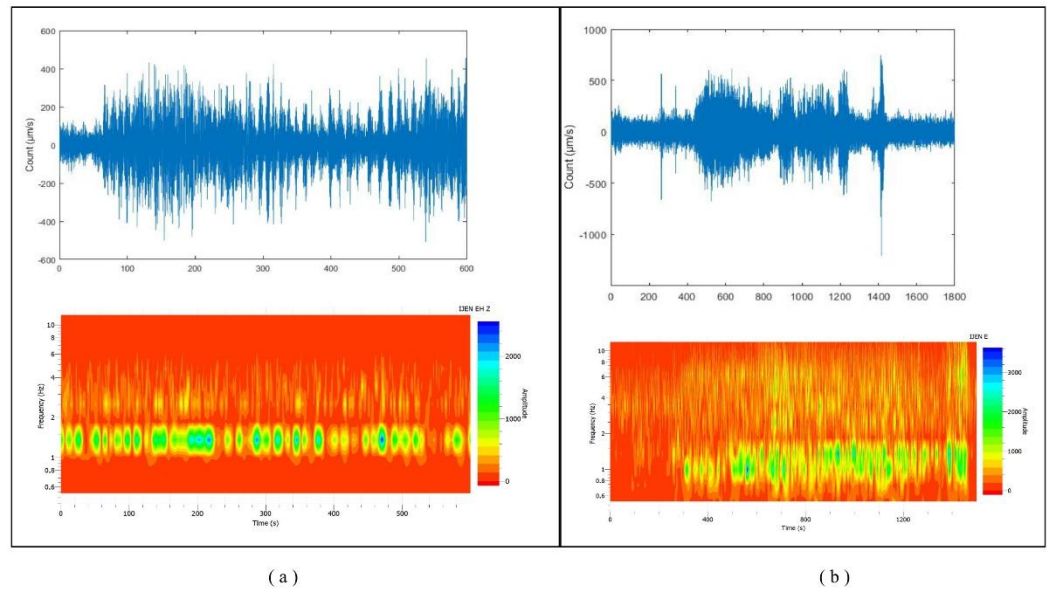 600
400
200
0
-200
-400
-600
Count (µm/s)
0 100 200 300 400 500 600
IJEN EH Z
10
8
6
4
2
1
0.8
0.6
Frequency (Hz)
0 100 200 300 400 500
Time (s)
2000
1000
0
Amplitude
1000
500
0
-500
-1000
Count (µm/s)
0 200 400 600 800 1000 1200 1400 1600 1800
IJEN E
10
8
6
4
2
1
0.8
0.6
Frequency (Hz)
0 400 800 1200
Time (s)
3000
2000
1000
0
Amplitude
( a )
( b )